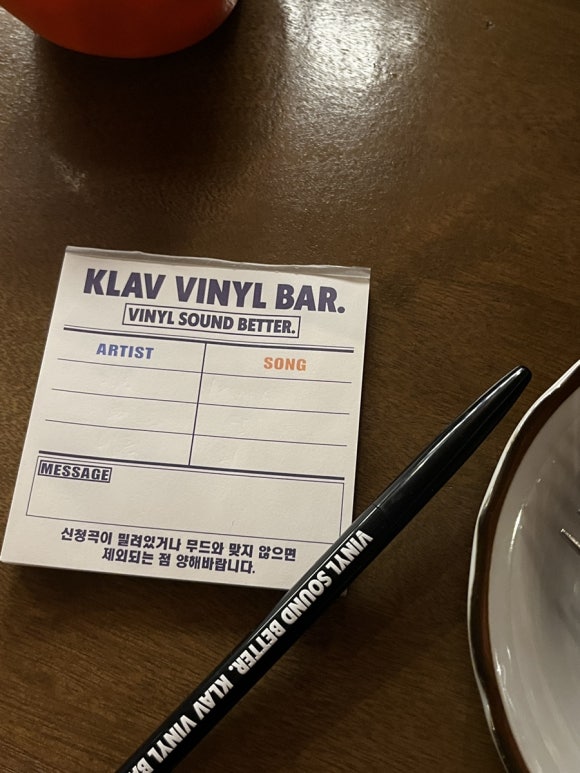 KLAV VINYL BAR.
VINYL SOUND BETTER.
ARTIST SONG
MESSAGE
신청곡이 밀려있거나 무드와 맞지 않으면
제외되는 점 양해바랍니다.
VINYL SOUND BETTER. KLAV VINYL BA